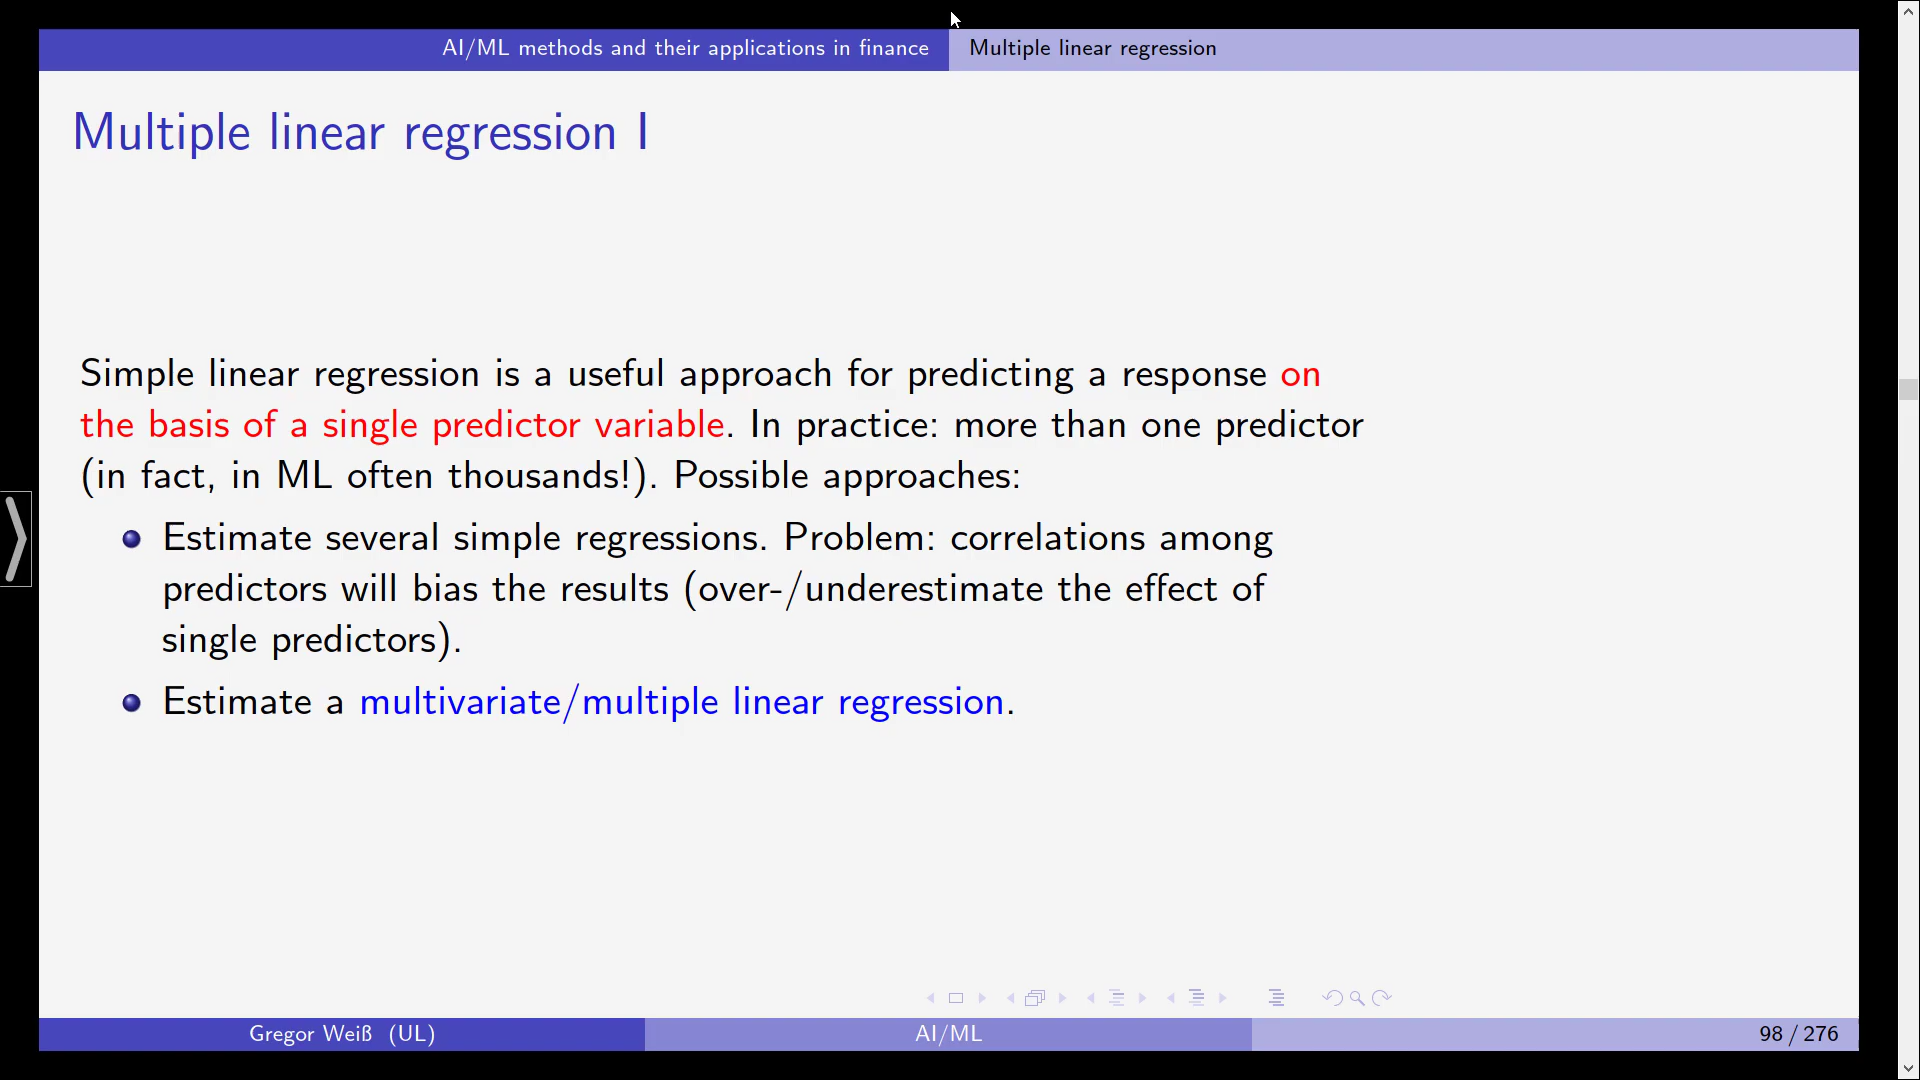 AI/ML methods and their applications in finance
Multiple linear regression
Multiple linear regression I
Simple linear regression is a useful approach for predicting a response on
the basis of a single predictor variable. In practice: more than one predictor
(in fact, in ML often thousands!). Possible approaches:
Estimate several simple regressions. Problem: correlations among
predictors will bias the results (over-/underestimate the effect of
single predictors).
Estimate a multivariate/multiple linear regression.
Gregor Weiß (UL)
AI/ML
98 / 276